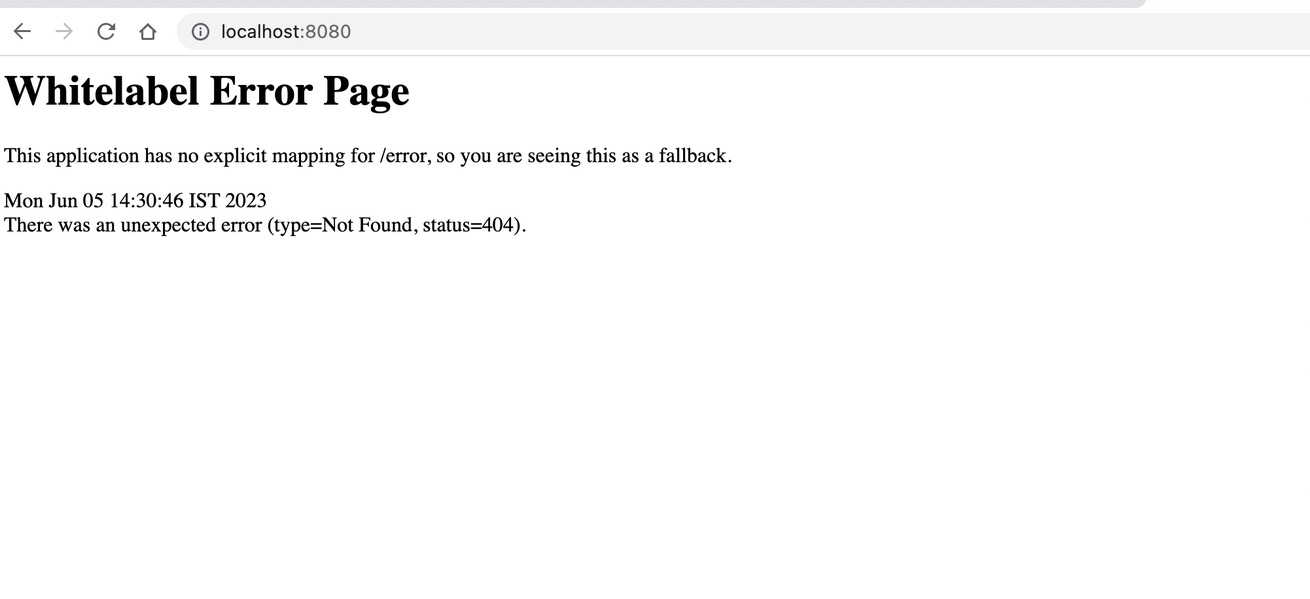 localhost:8080
Whitelabel Error Page
This application has no explicit mapping for /error, so you are seeing this as a fallback.
Mon Jun 05 14:30:46 IST 2023
There was an unexpected error (type=Not Found, status=404).